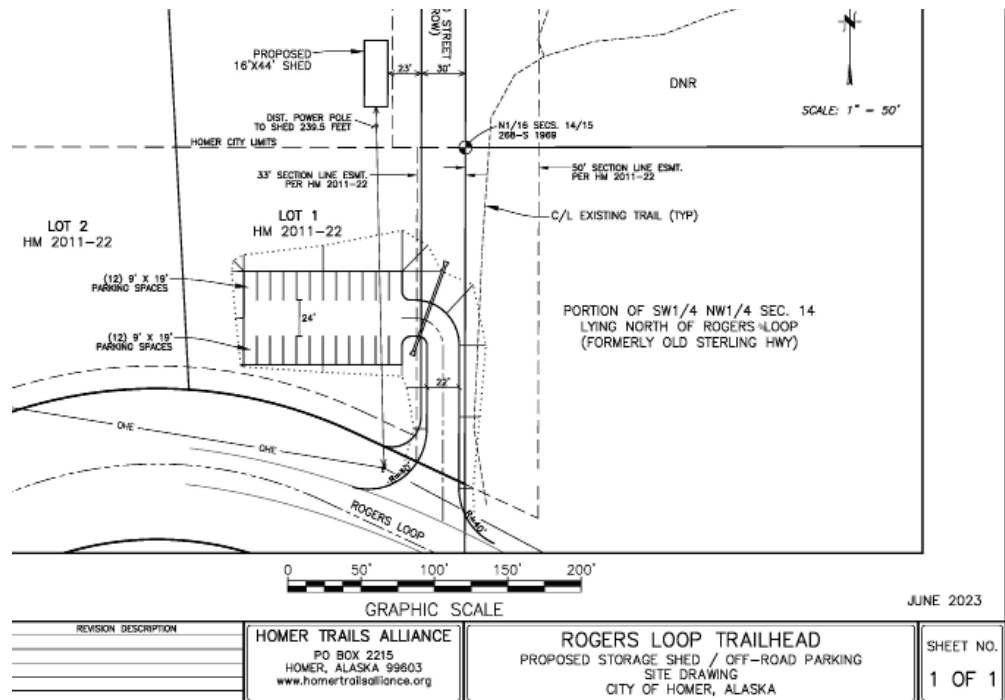 STREET
ROW)
PROPOSED
16'X44' SHED
23'
30'
DNR
N
SCALE: 1" = 50'
DIST. POWER POLE
TO SHED 239.5 FEET
N1/16 SECS. 14/15
268-S 1969
HOMER CITY LIMITS
33' SECTION LINE ESMT.
PER HM 2011-22
50' SECTION LINE ESMT.
PER HM 2011-22
C/L EXISTING TRAIL (TYP)
LOT 2
HM 2011-22
LOT 1
HM 2011-22
(12) 9' X 19'
PARKING SPACES
24'
(12) 9' X 19'
PARKING SPACES
PORTION OF SW1/4 NW1/4 SEC. 14
LYING NORTH OF ROGERS LOOP
(FORMERLY OLD STERLING HWY)
22'
OHE
OHE
R=40'
R=40'
ROGERS LOOP
0 50' 100' 150' 200'
GRAPHIC SCALE
JUNE 2023
REVISION DESCRIPTION
HOMER TRAILS ALLIANCE
PO BOX 2215
HOMER, ALASKA 99603
www.homertrailsalliance.org
ROGERS LOOP TRAILHEAD
PROPOSED STORAGE SHED / OFF-ROAD PARKING
SITE DRAWING
CITY OF HOMER, ALASKA
SHEET NO.
1 OF 1